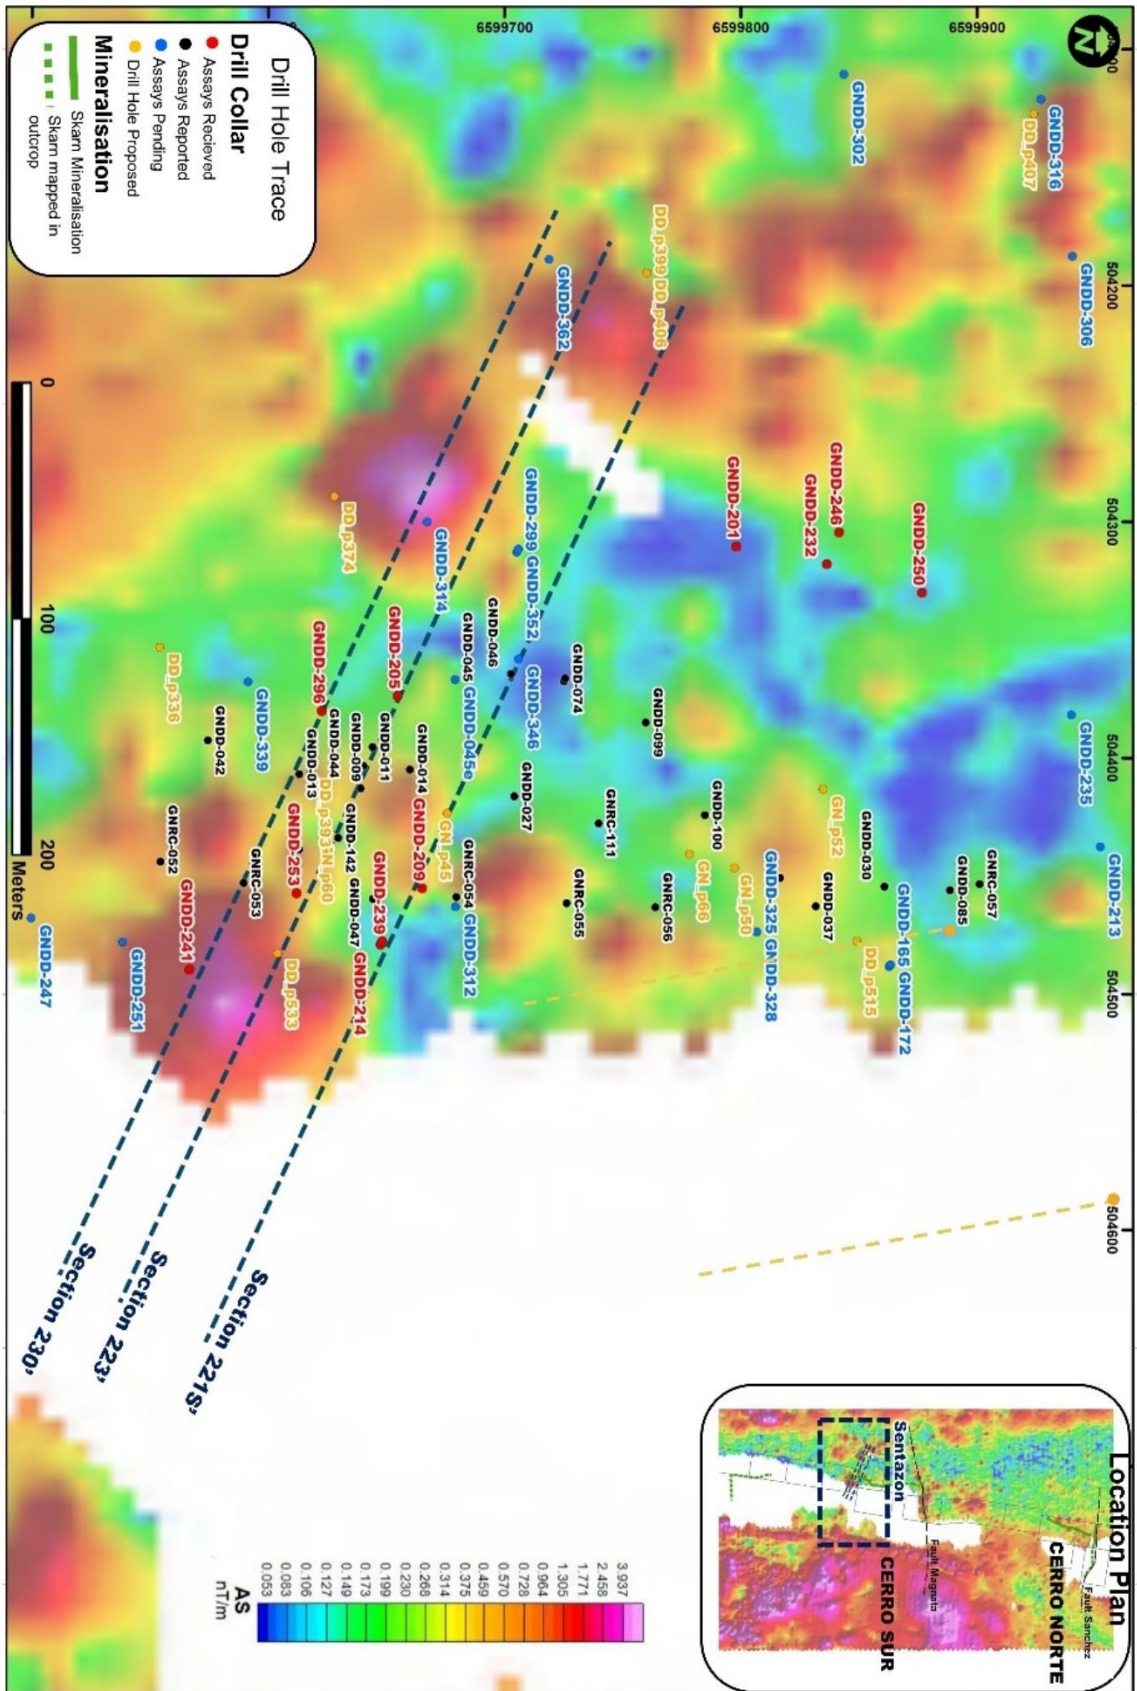 N
6599700
6599800
6599900
504200
504300
504400
504500
504600
GNDD-302
GNDD-316
DD_p407
GNDD-306
DD_p399 DD_p406
GNDD-362
GNDD-201
GNDD-246
GNDD-232
GNDD-250
DD_p374
GNDD-314
GNDD-299 GNDD-352
GNDD-346
GNDD-046
GNDD-045
GNDD-045e
GNDD-074
GNDD-099
GNDD-205
GNDD-296
DD_p336
GNDD-339
GNDD-042
GNDD-013
GNDD-044
GNDD-009
GNDD-011
GNDD-014
GNDD-027
GNRC-111
GNDD-100
GN_p52
GNDD-030
GNDD-235
GNDD-213
GNRC-057
GNDD-085
GNDD-165 GNDD-172
DD_p515
GNDD-037
GNDD-325 GNDD-328
GN_p50
GN_p66
GNRC-056
GNRC-055
GNRC-054
GNDD-312
GN_p45
GNDD-209
GNDD-142
GNDD-047
GNDD-239
GNDD-214
DD_p393
N_p60
GNDD-253
GNRC-053
GNRC-052
GNDD-241
DD_p533
GNDD-251
GNDD-247
Section 221S'
Section 223'
Section 230'
Drill Hole Trace
Drill Collar
Assays Recieved
Assays Reported
Assays Pending
Drill Hole Proposed
Mineralisation
Skarn Mineralisation
Skarn mapped in
outcrop
0
100
200
Meters
Location Plan
CERRO NORTE
Fault Sanchez
Fault Magnata
CERRO SUR
Sentazon
3.937
2.458
1.771
1.305
0.964
0.728
0.570
0.459
0.375
0.314
0.268
0.230
0.199
0.173
0.149
0.127
0.106
0.083
0.053
AS
nT/m